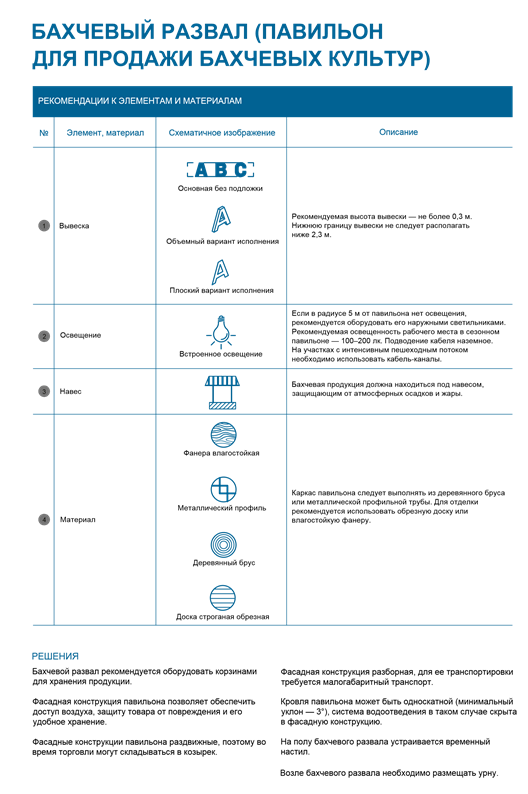 БАХЧЕВЫЙ РАЗВАЛ (ПАВИЛЬОН
ДЛЯ ПРОДАЖИ БАХЧЕВЫХ КУЛЬТУР)
РЕКОМЕНДАЦИИ К ЭЛЕМЕНТАМ И МАТЕРИАЛАМ
№ Элемент, материал Схематичное изображение Описание
1 Вывеска
ABC
Основная без подложки
A
Объемный вариант исполнения
A
Плоский вариант исполнения
Рекомендуемая высота вывески — не более 0,3 м.
Нижнюю границу вывески не следует располагать
ниже 2,3 м.
2 Освещение
Встроенное освещение
Если в радиусе 5 м от павильона нет освещения,
рекомендуется оборудовать его наружными светильниками.
Рекомендуемая освещенность рабочего места в сезонном
павильоне — 100–200 лк. Подводение кабеля наземное.
На участках с интенсивным пешеходным потоком
необходимо использовать кабель-каналы.
3 Навес
Бахчевая продукция должна находиться под навесом,
защищающим от атмосферных осадков и жары.
4 Материал
Фанера влагостойкая
Металлический профиль
Деревянный брус
Доска строганая обрезная
Каркас павильона следует выполнять из деревянного бруса
или металлической профильной трубы. Для отделки
рекомендуется использовать обрезную доску или
влагостойкую фанеру.
РЕШЕНИЯ
Бахчевой развал рекомендуется оборудовать корзинами
для хранения продукции.
Фасадная конструкция павильона позволяет обеспечить
доступ воздуха, защиту товара от повреждения и его
удобное хранение.
Фасадные конструкции павильона раздвижные, поэтому во
время торговли могут складываться в козырек.
Фасадная конструкция разборная, для ее транспортировки
требуется малогабаритный транспорт.
Кровля павильона может быть односкатной (минимальный
уклон — 3°), система водоотведения в таком случае скрыта
в фасадную конструкцию.
На полу бахчевого развала устраивается временный
настил.
Возле бахчевого развала необходимо размещать урну.